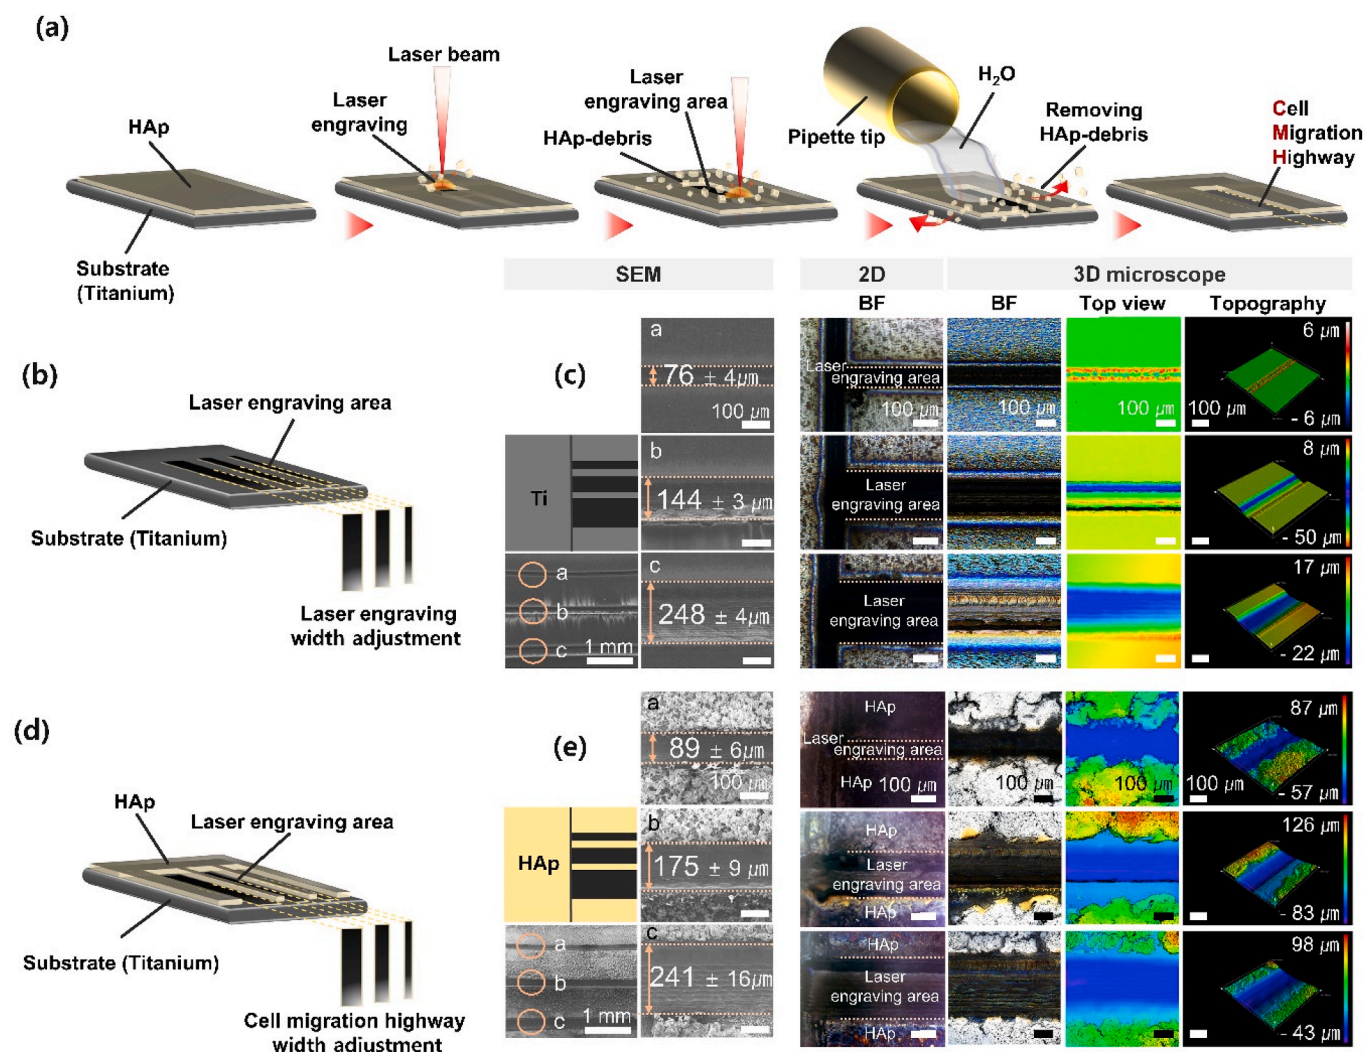 (a)
HAp
Substrate
(Titanium)
Laser beam
Laser
engraving
Laser
engraving area
HAp-debris
Pipette tip
H₂O
Removing
HAp-debris
Cell
Migration
Highway
SEM
2D
3D microscope
BF
BF
Top view
Topography
(b)
Laser engraving area
Substrate (Titanium)
Laser engraving
width adjustment
(c)
a
76 ± 4㎛
100 ㎛
Laser
engraving area
100 ㎛
100 ㎛
100 ㎛
6 ㎛
100 ㎛
- 6 ㎛
Ti
b
144 ± 3 ㎛
Laser
engraving area
8 ㎛
- 50 ㎛
a
b
c
1 mm
c
248 ± 4㎛
Laser
engraving area
17 ㎛
- 22 ㎛
(d)
HAp
Laser engraving area
Substrate (Titanium)
Cell migration highway
width adjustment
(e)
a
89 ± 6㎛
100 ㎛
HAp
Laser
engraving area
HAp
100 ㎛
100 ㎛
100 ㎛
87 ㎛
100 ㎛
- 57 ㎛
HAp
b
175 ± 9 ㎛
HAp
Laser
engraving area
HAp
126 ㎛
- 83 ㎛
a
b
c
1 mm
c
241 ± 16㎛
HAp
Laser
engraving area
HAp
98 ㎛
- 43 ㎛